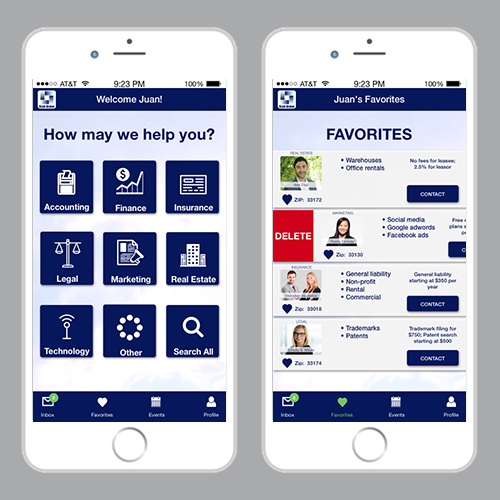 AT&T
9:23 PM
100%
Welcome Juan!
How may we help you?
Accounting
Finance
Insurance
Legal
Marketing
Real Estate
Technology
Other
Search All
Inbox
Favorites
Events
Profile
AT&T
9:23 PM
100%
Juan's Favorites
FAVORITES
REAL ESTATE
• Warehouses
• Office rentals
No fees for leasee;
2.5% for leasor
ZIP: 33172
CONTACT
DELETE
MARKETING
• Social media
• Google adwords
• Facebook ads
Free
plans
Zip: 33130
INSURANCE
• General liability
• Non-profit
• Rental
• Commercial
General liability
starting at $350 per
year
Zip: 33018
CONTACT
LEGAL
• Trademarks
• Patents
Trademark filing for
$750; Patent search
starting at $500
Zip: 33174
CONTACT
Inbox
Favorites
Events
Profile